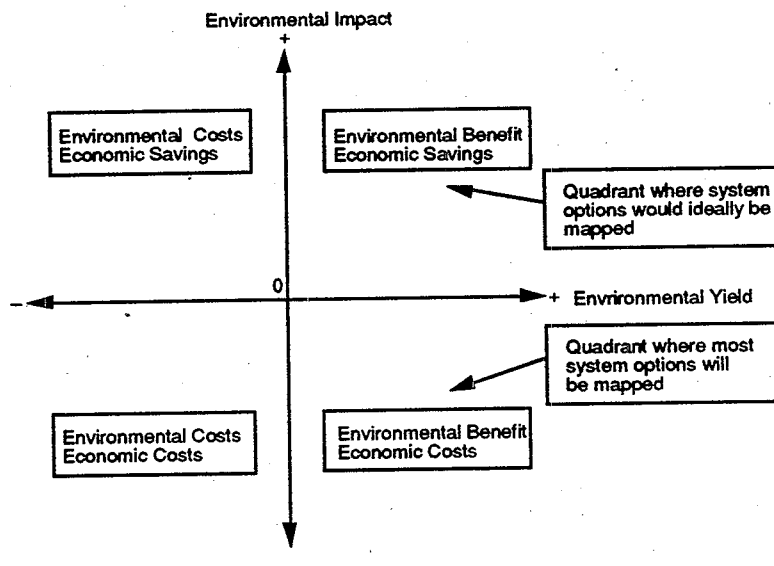 Environmental Impact
+
Environmental Costs
Economic Savings
Environmental Benefit
Economic Savings
Quadrant where system
options would ideally be
mapped
0
−
+ Envrironmental Yield
Quadrant where most
system options will
be mapped
Environmental Costs
Economic Costs
Environmental Benefit
Economic Costs